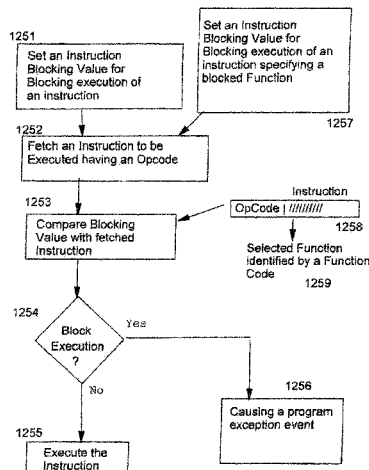 1251
Set an Instruction
Blocking Value for
Blocking execution of
an instruction
Set an Instruction
Blocking Value for
Blocking execution of an
instruction specifying a
blocked Function
1257
1252
Fetch an Instruction to be
Executed having an Opcode
1253
Compare Blocking
Value with fetched
Instruction
Instruction
OpCode | //////////
1258
Selected Function
identified by a Function
Code
1259
1254
Block
Execution
?
Yes
No
1256
Causing a program
exception event
1255
Execute the
Instruction